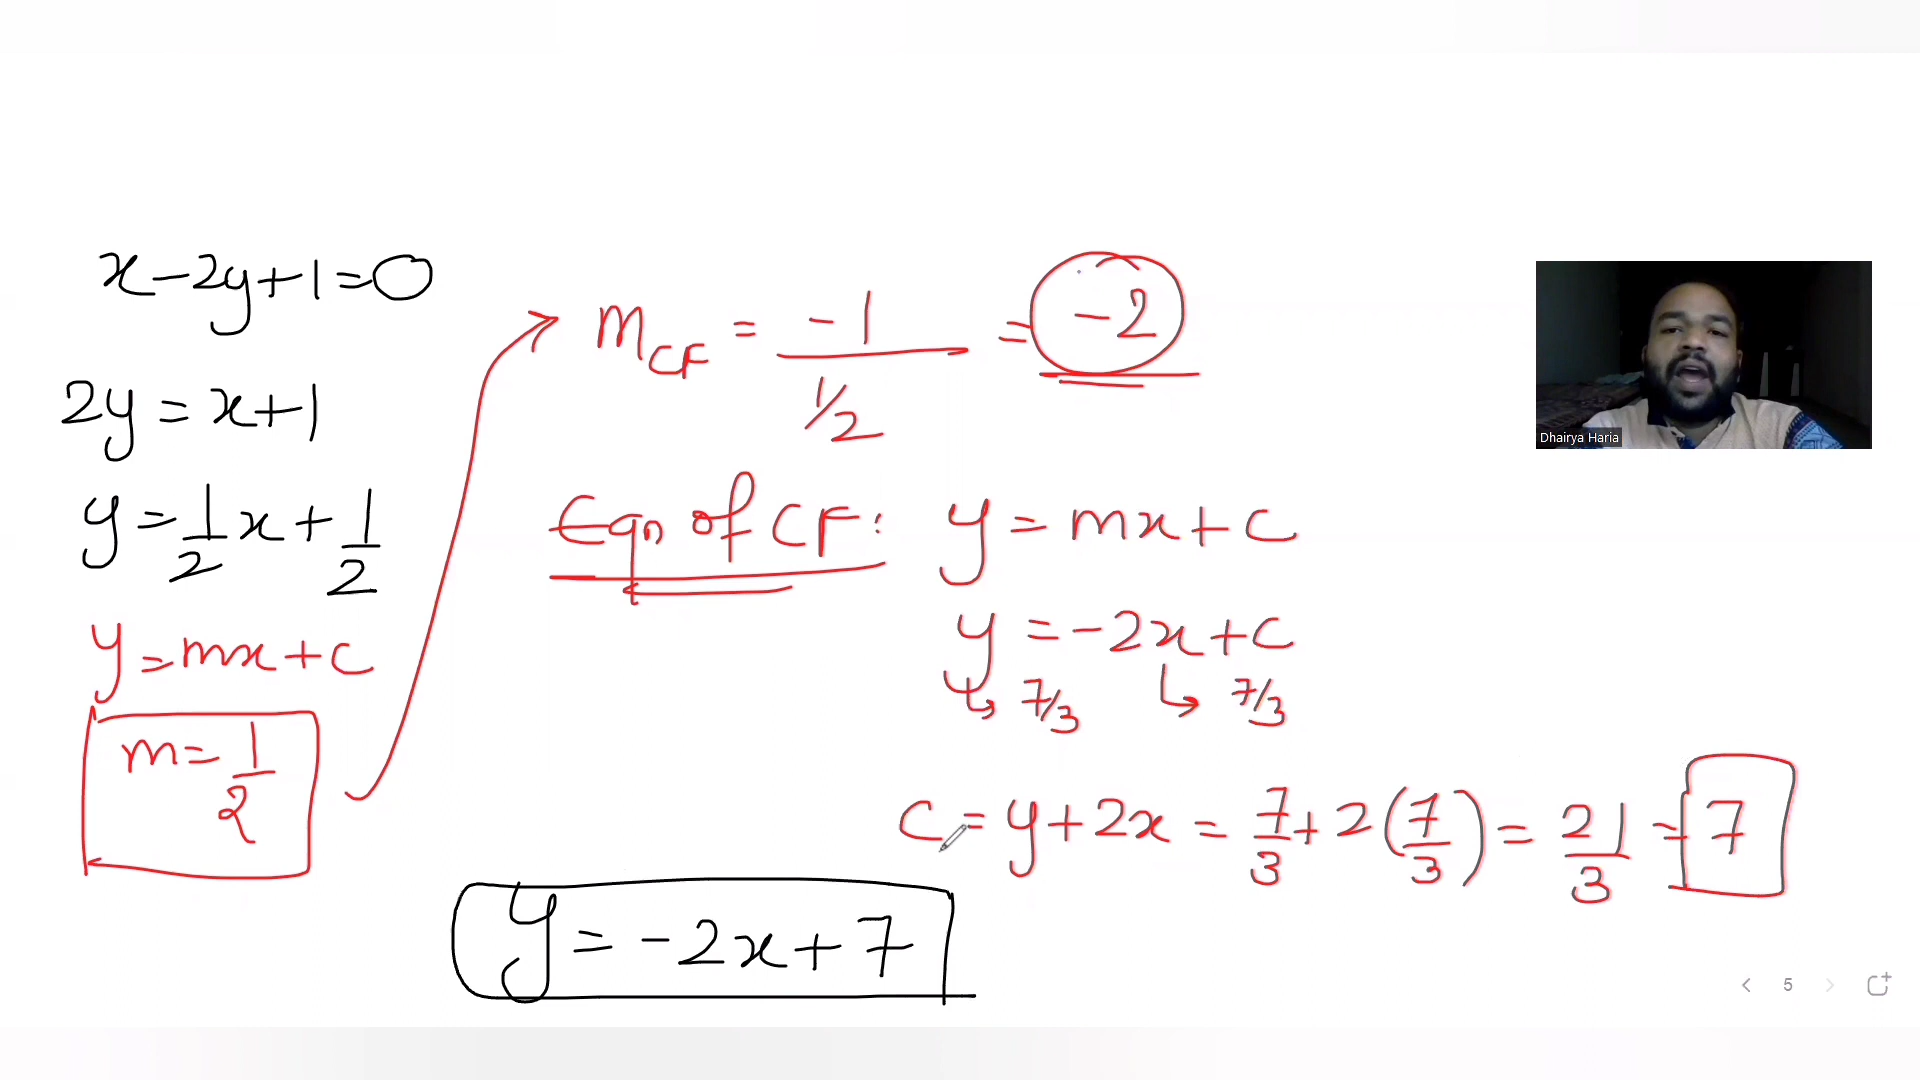 x-2y+1=0
2y=x+1
y=1/2x+1/2
y=mx+c
m=1/2
mCF = -1/(1/2) = -2
Eqn of CF: y=mx+c
y=-2x+c
↳ 7/3 ↳ 7/3
c=y+2x=7/3+2(7/3)=21/3=7
y=-2x+7
Dhairya Haria
5